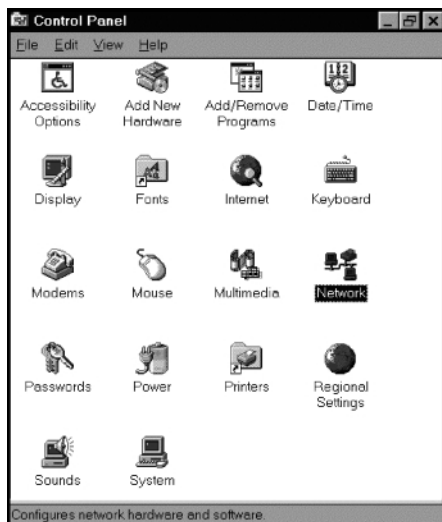 Control Panel
File Edit View Help
Accessibility Options
Add New Hardware
Add/Remove Programs
Date/Time
Display
Fonts
Internet
Keyboard
Modems
Mouse
Multimedia
Network
Passwords
Power
Printers
Regional Settings
Sounds
System
Configures network hardware and software.